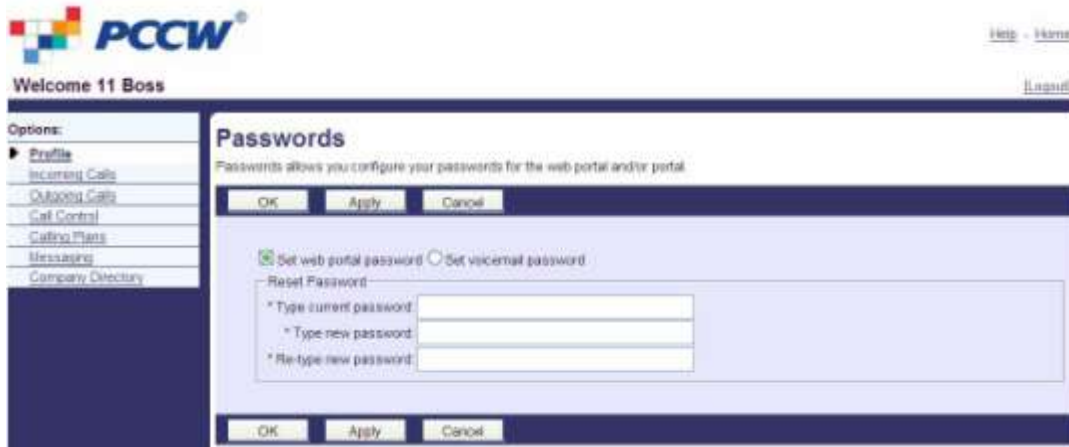 PCCW®
Help - Home
Welcome 11 Boss
[Logout]
Options:
Profile
Incoming Calls
Outgoing Calls
Call Control
Calling Plans
Messaging
Company Directory
Passwords
Passwords allows you configure your passwords for the web portal and/or portal.
OK Apply Cancel
Set web portal password Set voicemail password
Reset Password
* Type current password:
* Type new password:
* Re-type new password:
OK Apply Cancel